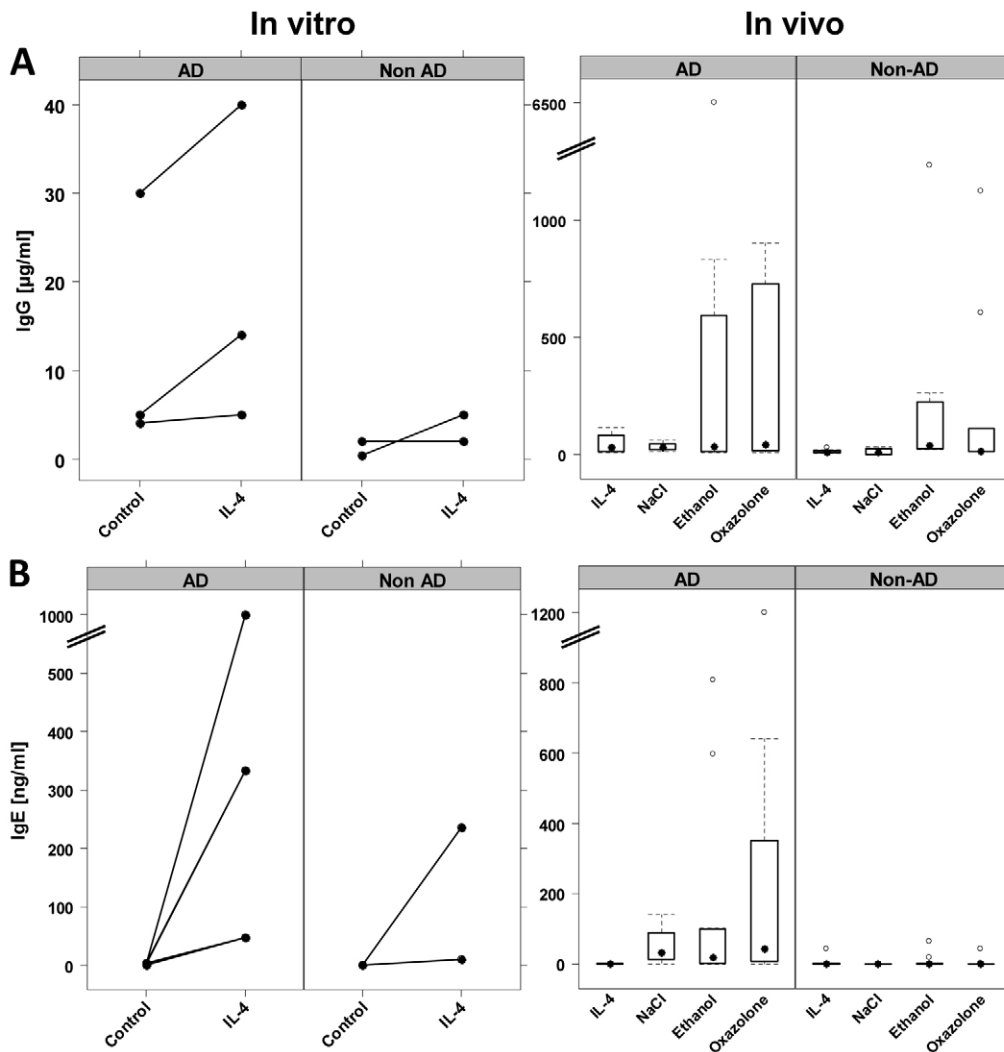 In vitro In vivo
A
AD Non AD AD Non-AD
40
30
20
10
0
IgG [µg/ml]
Control IL-4 Control IL-4
6500
1000
500
0
IL-4 NaCl Ethanol Oxazolone IL-4 NaCl Ethanol Oxazolone
B
AD Non AD AD Non-AD
1000
500
400
300
200
100
0
IgE [ng/ml]
Control IL-4 Control IL-4
1200
800
600
400
200
0
IL-4 NaCl Ethanol Oxazolone IL-4 NaCl Ethanol Oxazolone